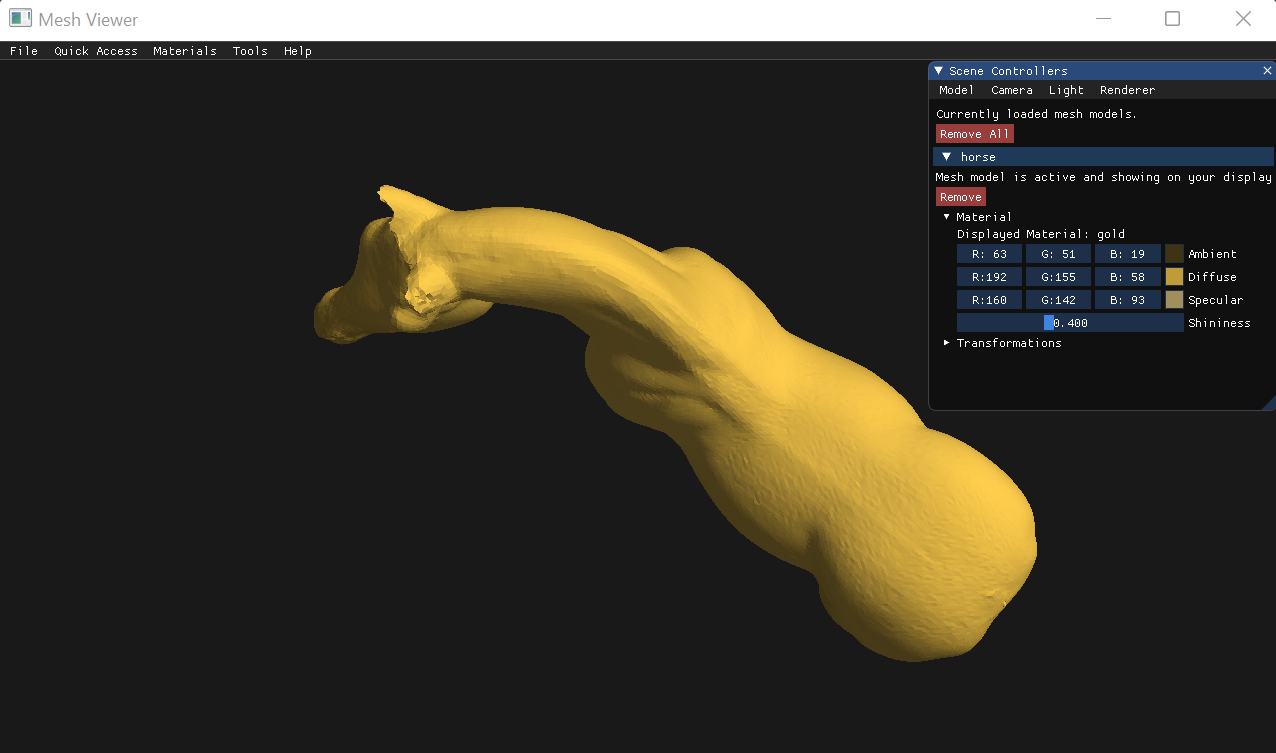 Mesh Viewer
File Quick Access Materials Tools Help
Scene Controllers
Model Camera Light Renderer
Currently loaded mesh models.
Remove All
horse
Mesh model is active and showing on your display
Remove
Material
Displayed Material: gold
R: 63 G: 51 B: 19 Ambient
R:192 G:155 B: 58 Diffuse
R:160 G:142 B: 93 Specular
0.400 Shininess
Transformations